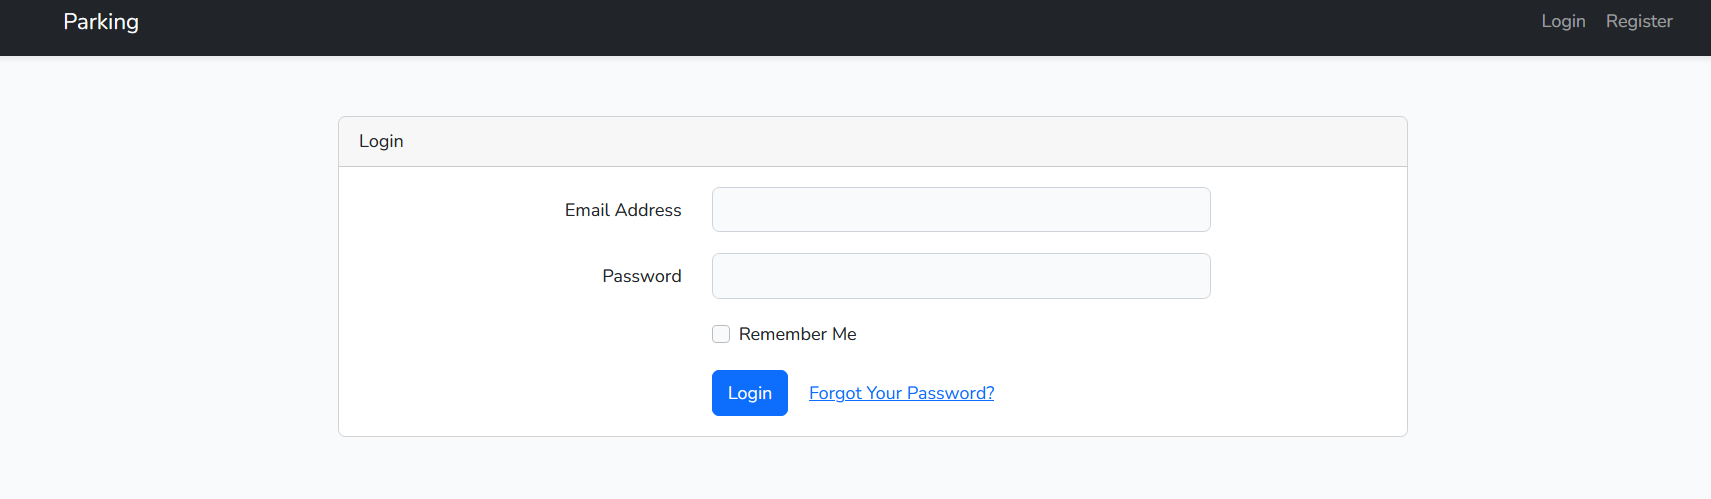 Parking
Login Register
Login
Email Address
Password
Remember Me
Login Forgot Your Password?